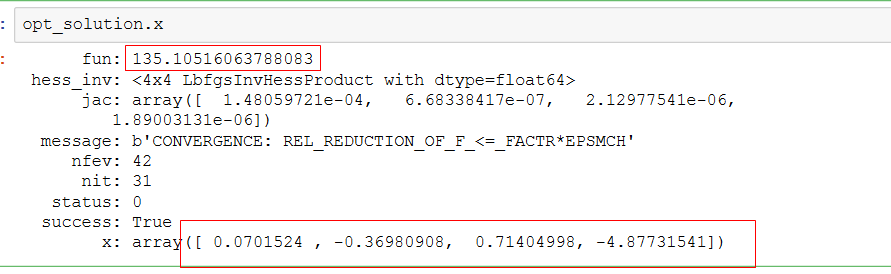 : opt_solution.x
: fun: 135.10516063788083
hess_inv: <4x4 LbfgsInvHessProduct with dtype=float64>
jac: array([  1.48059721e-04,   6.68338417e-07,   2.12977541e-06,
1.89003131e-06])
message: b'CONVERGENCE: REL_REDUCTION_OF_F_<=_FACTR*EPSMCH'
nfev: 42
nit: 31
status: 0
success: True
x: array([ 0.0701524 , -0.36980908,  0.71404998, -4.87731541])